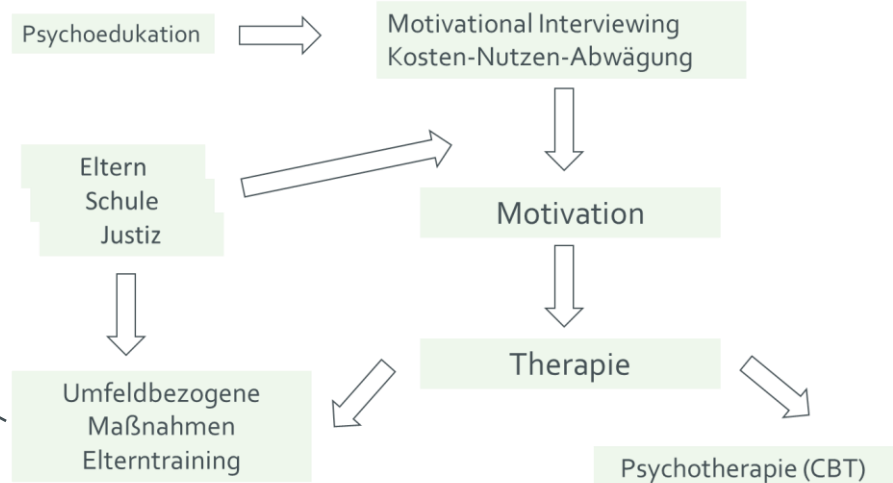 Psychoedukation
Motivational Interviewing
Kosten-Nutzen-Abwägung
Eltern
Schule
Justiz
Motivation
Therapie
Umfeldbezogene
Maßnahmen
Elterntraining
Psychotherapie (CBT)